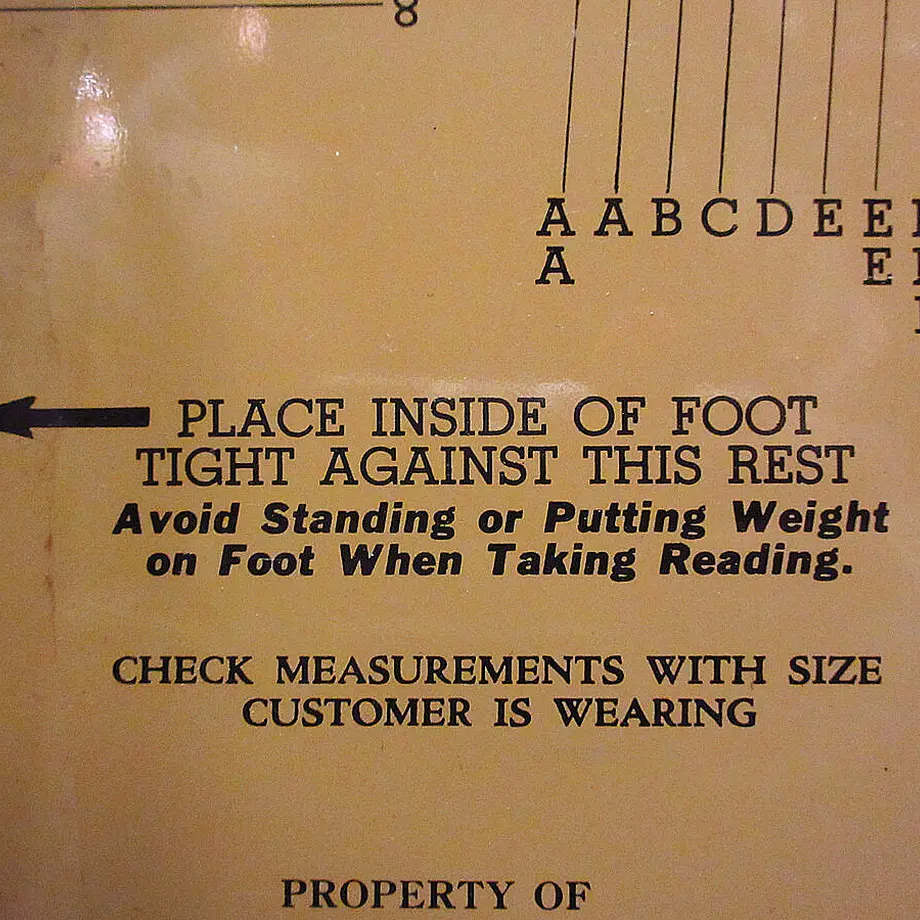 8
A A B C D E E
A E
PLACE INSIDE OF FOOT
TIGHT AGAINST THIS REST
Avoid Standing or Putting Weight
on Foot When Taking Reading.
CHECK MEASUREMENTS WITH SIZE
CUSTOMER IS WEARING
PROPERTY OF